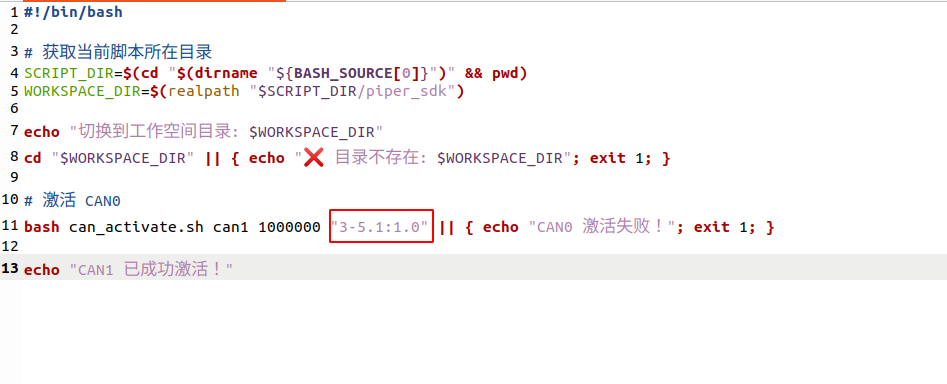 1 #!/bin/bash
2
3 # 获取当前脚本所在目录
4 SCRIPT_DIR=$(cd "$(dirname "${BASH_SOURCE[0]}")" && pwd)
5 WORKSPACE_DIR=$(realpath "$SCRIPT_DIR/piper_sdk")
6
7 echo "切换到工作空间目录: $WORKSPACE_DIR"
8 cd "$WORKSPACE_DIR" || { echo "❌ 目录不存在: $WORKSPACE_DIR"; exit 1; }
9
10 # 激活 CAN0
11 bash can_activate.sh can1 1000000 "3-5.1:1.0" || { echo "CAN0 激活失败！"; exit 1; }
12
13 echo "CAN1 已成功激活！"